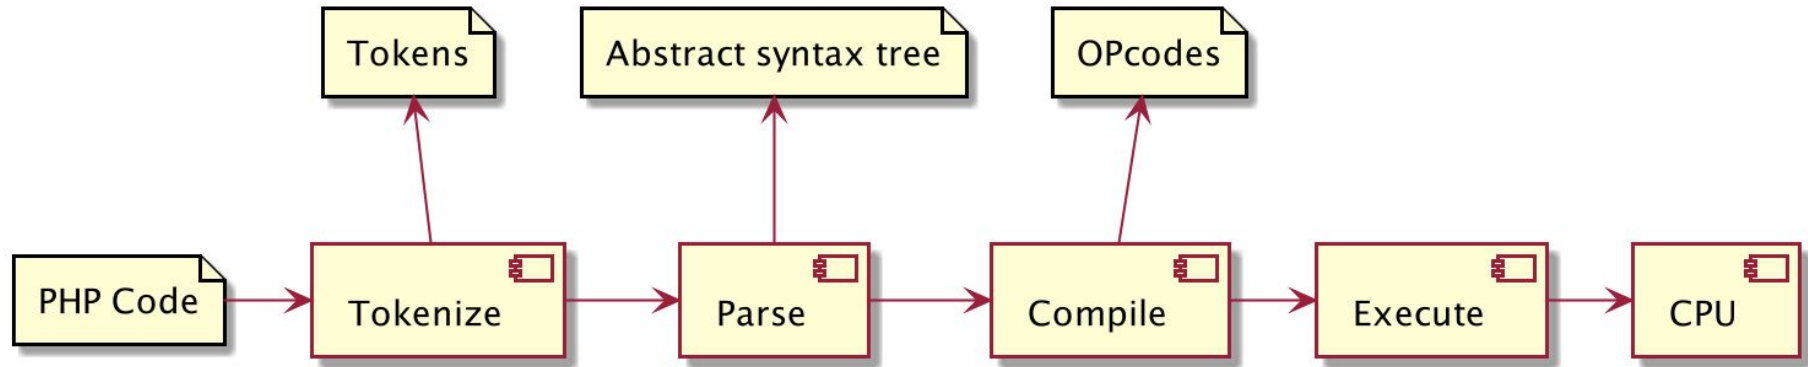 Tokens
Abstract syntax tree
OPcodes
PHP Code
Tokenize
Parse
Compile
Execute
CPU